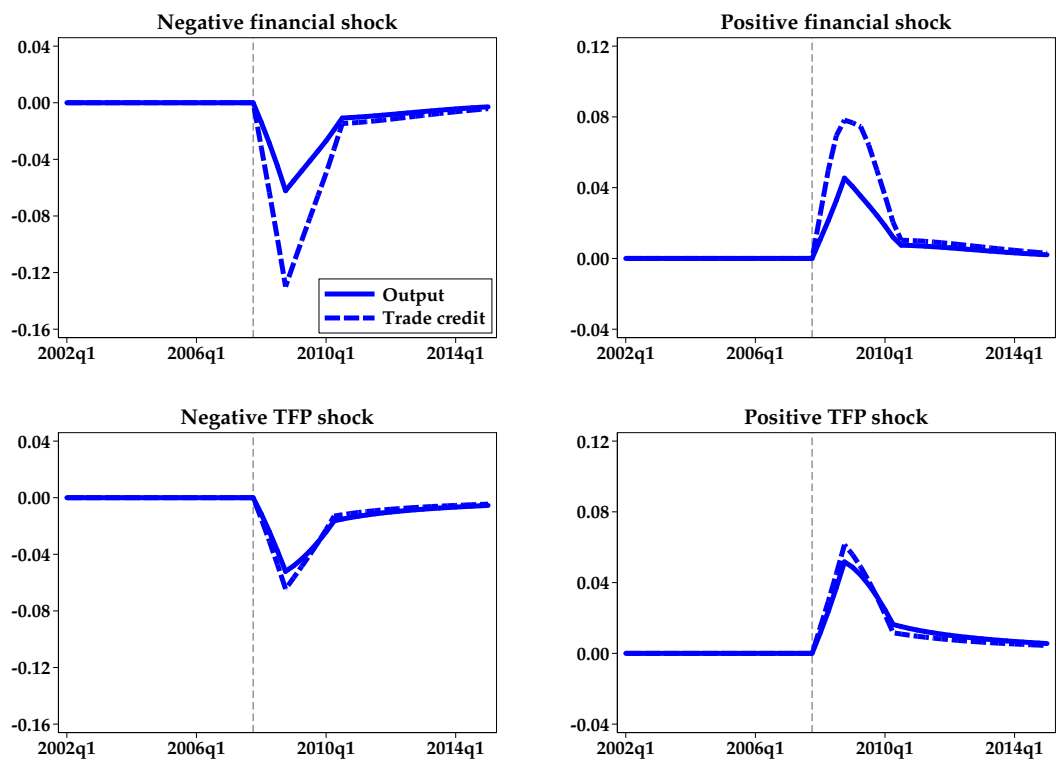 Negative financial shock
0.04
0.00
-0.04
-0.08
-0.12
-0.16
Output
Trade credit
2002q1 2006q1 2010q1 2014q1
Positive financial shock
0.12
0.08
0.04
0.00
-0.04
2002q1 2006q1 2010q1 2014q1
Negative TFP shock
0.04
0.00
-0.04
-0.08
-0.12
-0.16
2002q1 2006q1 2010q1 2014q1
Positive TFP shock
0.12
0.08
0.04
0.00
-0.04
2002q1 2006q1 2010q1 2014q1